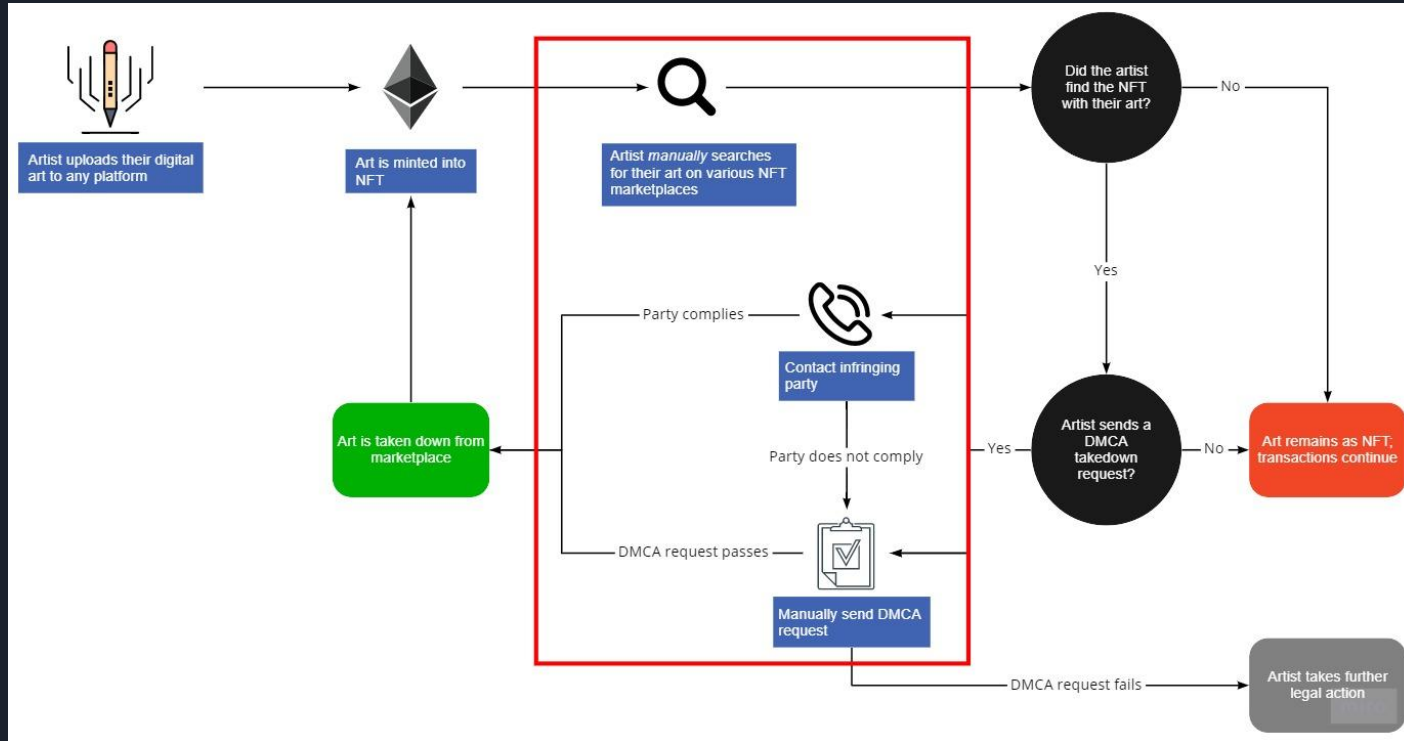 Did the artist
find the NFT
with their art?
No
Artist uploads their digital
art to any platform
Art is minted into
NFT
Artist manually searches
for their art on various NFT
marketplaces
Yes
Party complies
Contact infringing
party
Art is taken down from
marketplace
Party does not comply
Yes
Artist sends a
DMCA
takedown
request?
No
Art remains as NFT;
transactions continue
DMCA request passes
Manually send DMCA
request
DMCA request fails
Artist takes further
legal action
miro